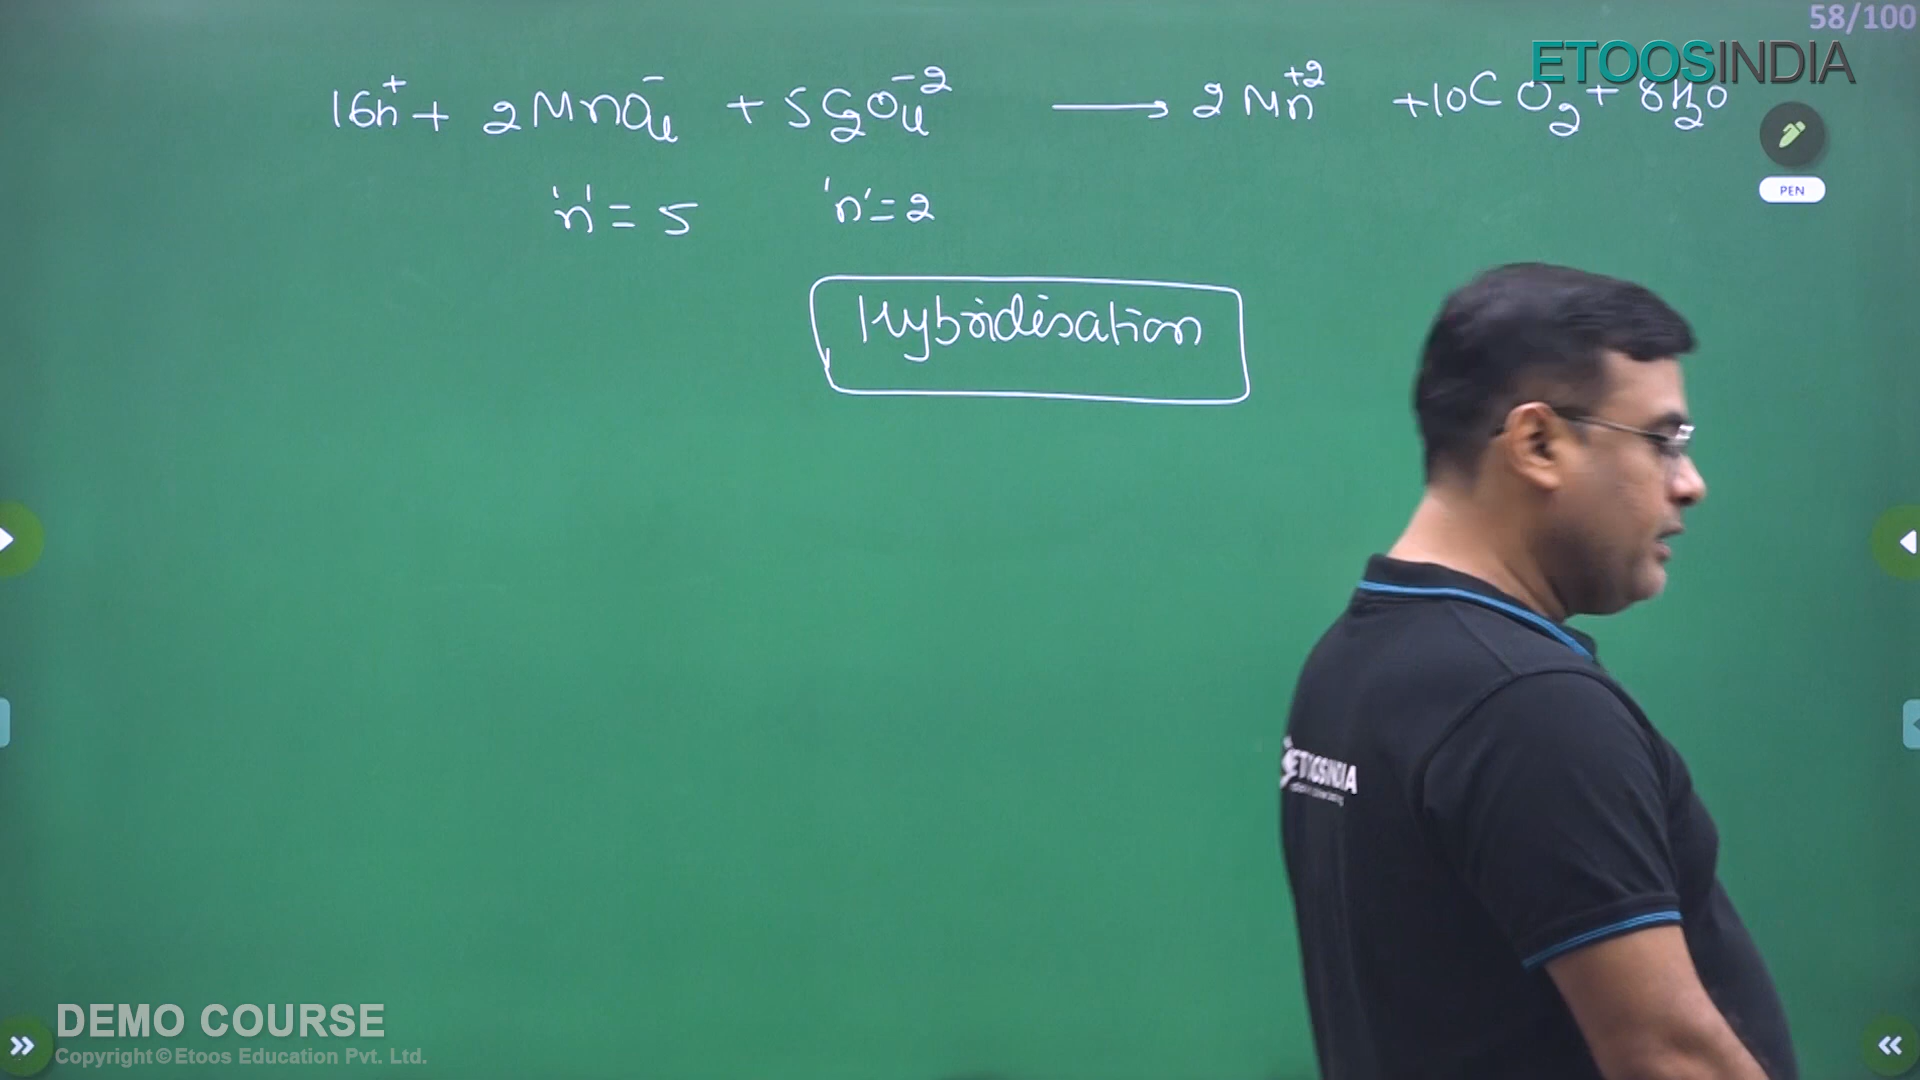 58/100
ETOOSINDIA
16H⁺ + 2MnO₄⁻ + 5C₂O₄⁻² → 2Mn⁺² + 10CO₂ + 8H₂O
PEN
'n' = 5 'n' = 2
Hybridisation
ETOOSINDIA
DEMO COURSE
Copyright © Etoos Education Pvt. Ltd.